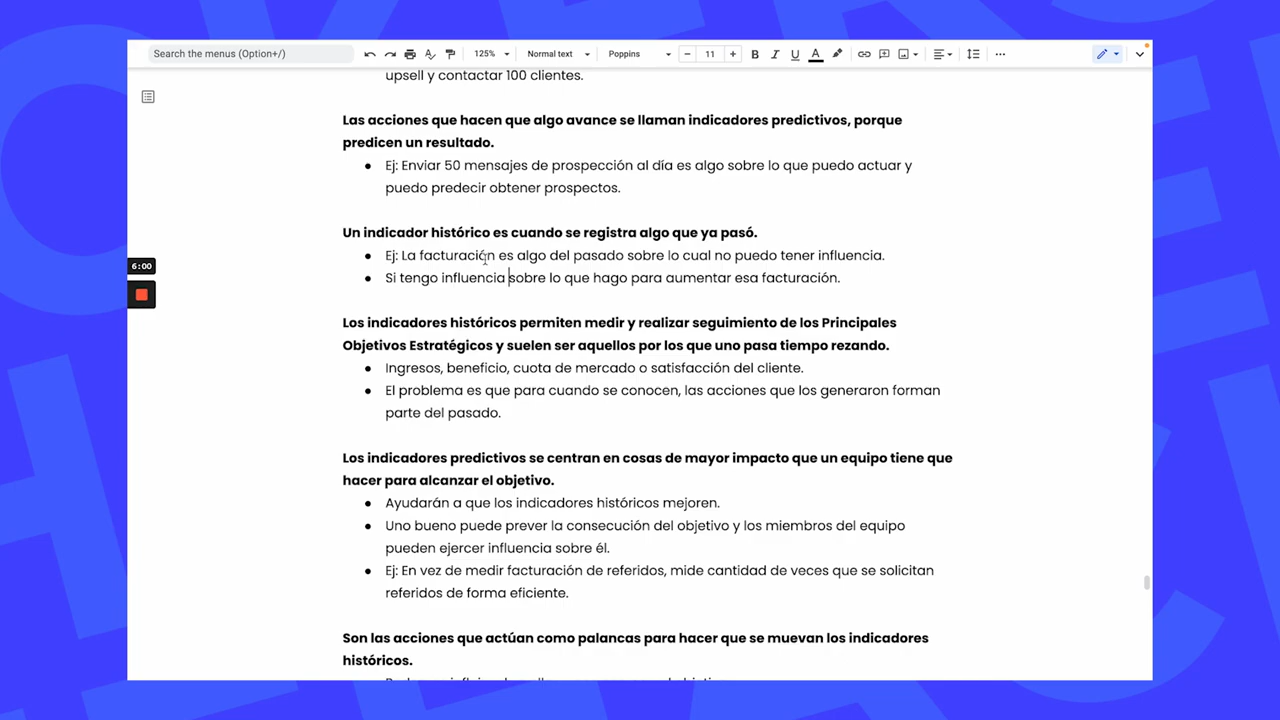 Search the menus (Option+/)
125%
Normal text
Poppins
11
B
I
U
A
upsell y contactar 100 clientes.
Las acciones que hacen que algo avance se llaman indicadores predictivos, porque
predicen un resultado.
Ej: Enviar 50 mensajes de prospección al día es algo sobre lo que puedo actuar y
puedo predecir obtener prospectos.
Un indicador histórico es cuando se registra algo que ya pasó.
Ej: La facturación es algo del pasado sobre lo cual no puedo tener influencia.
6:00
Si tengo influencia sobre lo que hago para aumentar esa facturación.
Los indicadores históricos permiten medir y realizar seguimiento de los Principales
Objetivos Estratégicos y suelen ser aquellos por los que uno pasa tiempo rezando.
Ingresos, beneficio, cuota de mercado o satisfacción del cliente.
El problema es que para cuando se conocen, las acciones que los generaron forman
parte del pasado.
Los indicadores predictivos se centran en cosas de mayor impacto que un equipo tiene que
hacer para alcanzar el objetivo.
Ayudarán a que los indicadores históricos mejoren.
Uno bueno puede prever la consecución del objetivo y los miembros del equipo
pueden ejercer influencia sobre él.
Ej: En vez de medir facturación de referidos, mide cantidad de veces que se solicitan
referidos de forma eficiente.
Son las acciones que actúan como palancas para hacer que se muevan los indicadores
históricos.